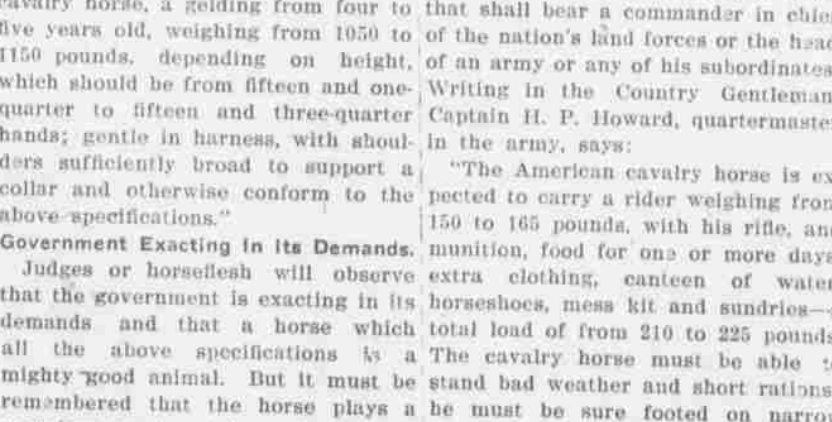 cavalry horse, a gelding from four to
five years old, weighing from 1050 to
1150 pounds, depending on height,
which should be from fifteen and one-
quarter to fifteen and three-quarter
hands; gentle in harness, with shoul-
ders sufficiently broad to support a
collar and otherwise conform to the
above specifications."
Government Exacting In Its Demands.
Judges or horseflesh will observe
that the government is exacting in its
demands and that a horse which
all the above specifications is a
mighty good animal. But it must be
remembered that the horse plays a
that shall bear a commander in chie
of the nation's land forces or the hea
of an army or any of his subordinates
Writing in the Country Gentleman
Captain H. P. Howard, quartermaste
in the army, says:
"The American cavalry horse is ex
pected to carry a rider weighing from
150 to 165 pounds, with his rifle, am
munition, food for one or more days
extra clothing, canteen of water
horseshoes, mess kit and sundries—
total load of from 210 to 225 pounds
The cavalry horse must be able t
stand bad weather and short rations
he must be sure footed on narrow